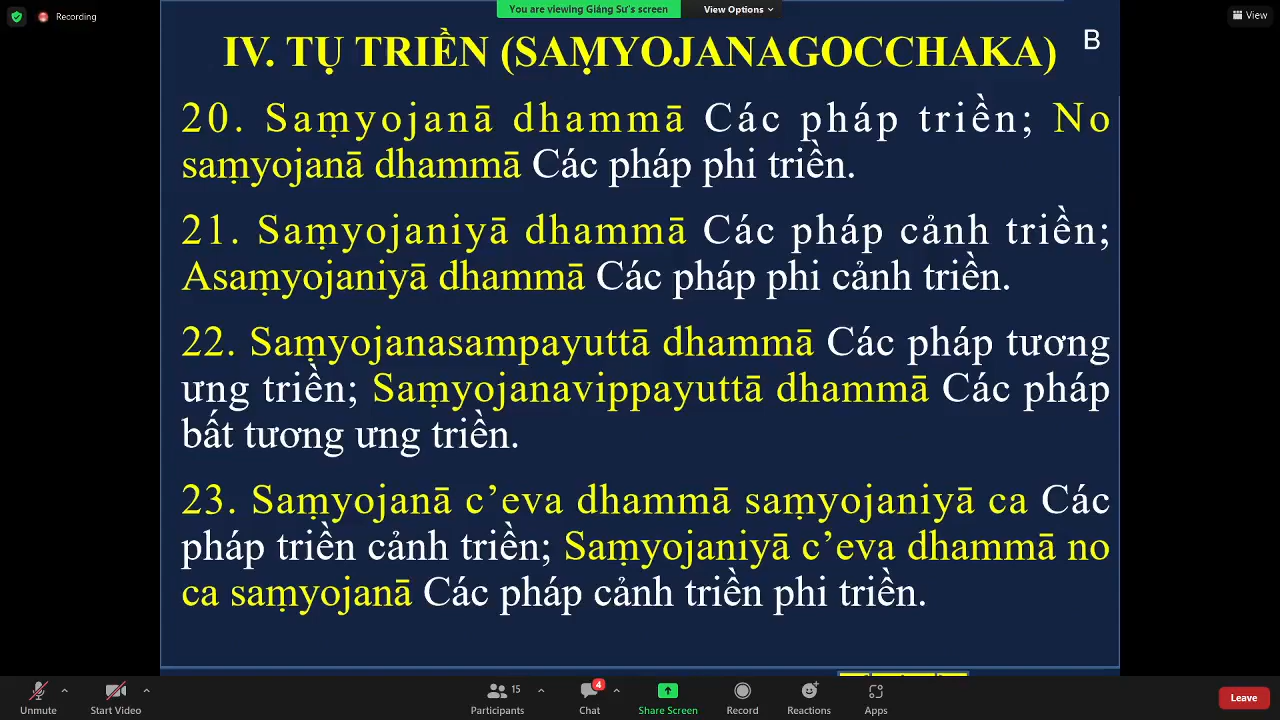 Recording
You are viewing Giảng Sư's screen
View Options
View
IV. TỤ TRIỀN (SAṂYOJANAGOCCHAKA)
B
20. Saṃyojanā dhammā Các pháp triền; No
saṃyojanā dhammā Các pháp phi triền.
21. Saṃyojaniyā dhammā Các pháp cảnh triền;
Asaṃyojaniyā dhammā Các pháp phi cảnh triền.
22. Saṃyojanasampayuttā dhammā Các pháp tương
ưng triền; Saṃyojanavippayuttā dhammā Các pháp
bất tương ưng triền.
23. Saṃyojanā c’eva dhammā saṃyojaniyā ca Các
pháp triền cảnh triền; Saṃyojaniyā c’eva dhammā no
ca saṃyojanā Các pháp cảnh triền phi triền.
Unmute
Start Video
Participants
15
Chat
4
Share Screen
Record
Reactions
Apps
Leave